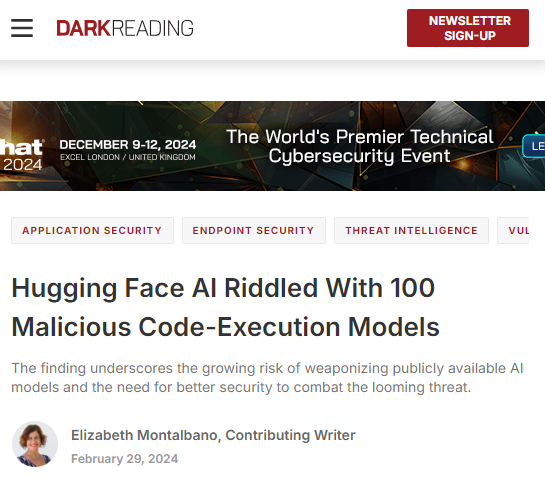 DARKREADING
NEWSLETTER
SIGN-UP
hat
2024
DECEMBER 9-12, 2024
EXCEL LONDON / UNITED KINGDOM
The World's Premier Technical
Cybersecurity Event
LE
APPLICATION SECURITY
ENDPOINT SECURITY
THREAT INTELLIGENCE
VUL
Hugging Face AI Riddled With 100
Malicious Code-Execution Models
The finding underscores the growing risk of weaponizing publicly available AI
models and the need for better security to combat the looming threat.
Elizabeth Montalbano, Contributing Writer
February 29, 2024